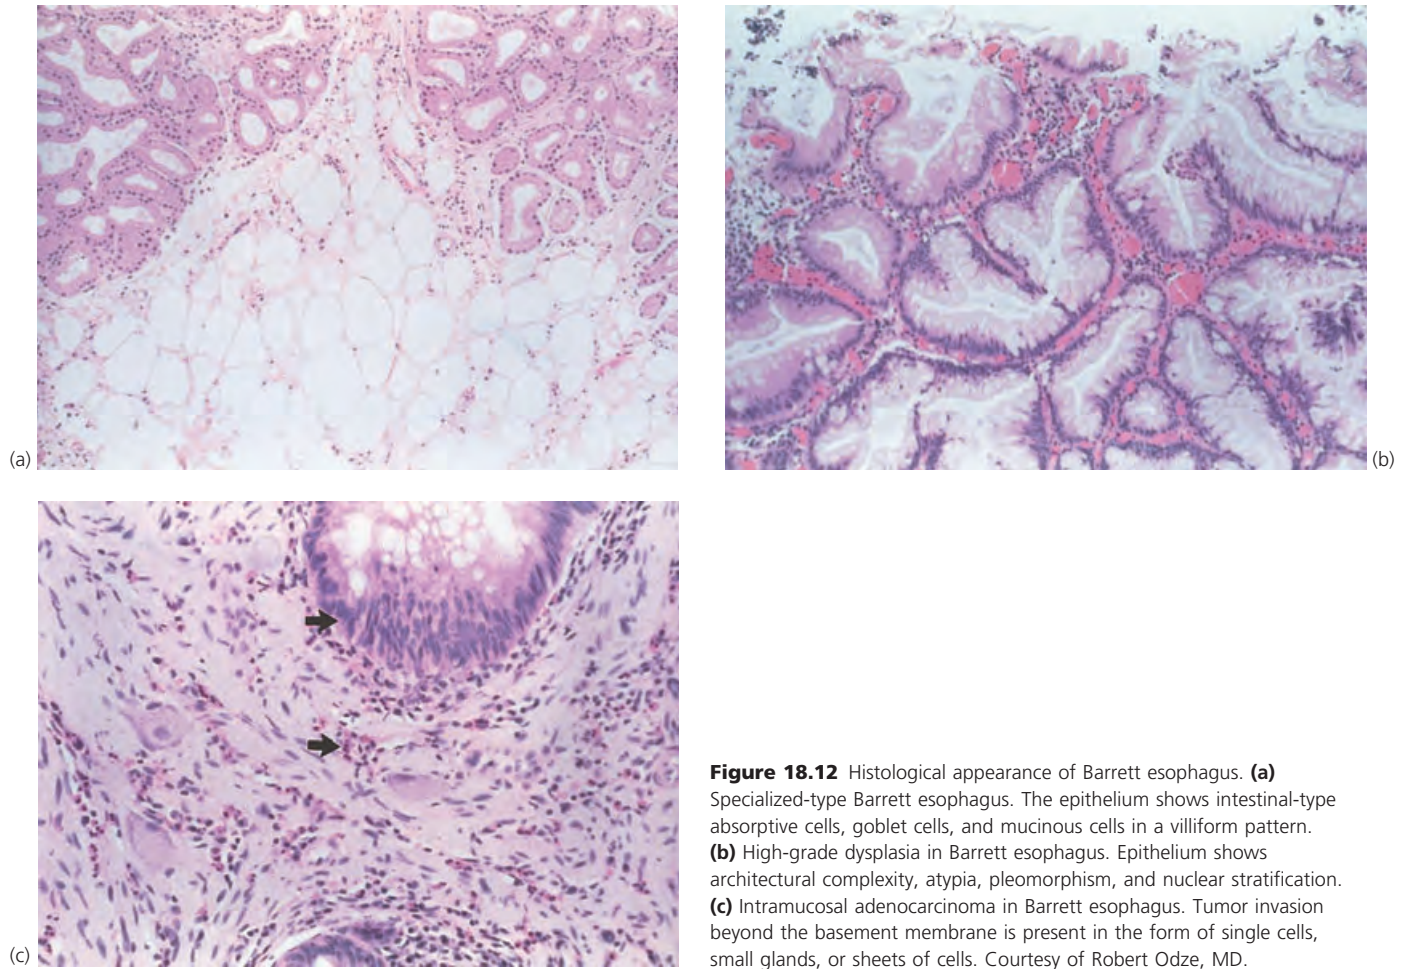 (a)
(b)
(c)
Figure 18.12 Histological appearance of Barrett esophagus. (a)
Specialized-type Barrett esophagus. The epithelium shows intestinal-type
absorptive cells, goblet cells, and mucinous cells in a villiform pattern.
(b) High-grade dysplasia in Barrett esophagus. Epithelium shows
architectural complexity, atypia, pleomorphism, and nuclear stratification.
(c) Intramucosal adenocarcinoma in Barrett esophagus. Tumor invasion
beyond the basement membrane is present in the form of single cells,
small glands, or sheets of cells. Courtesy of Robert Odze, MD.